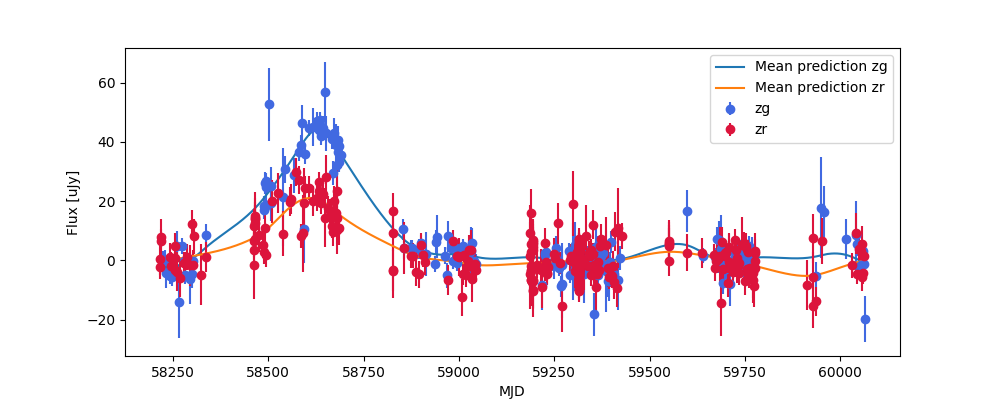 Flux [uJy]
60
40
20
0
−20
58250 58500 58750 59000 59250 59500 59750 60000
MJD
Mean prediction zg
Mean prediction zr
zg
zr